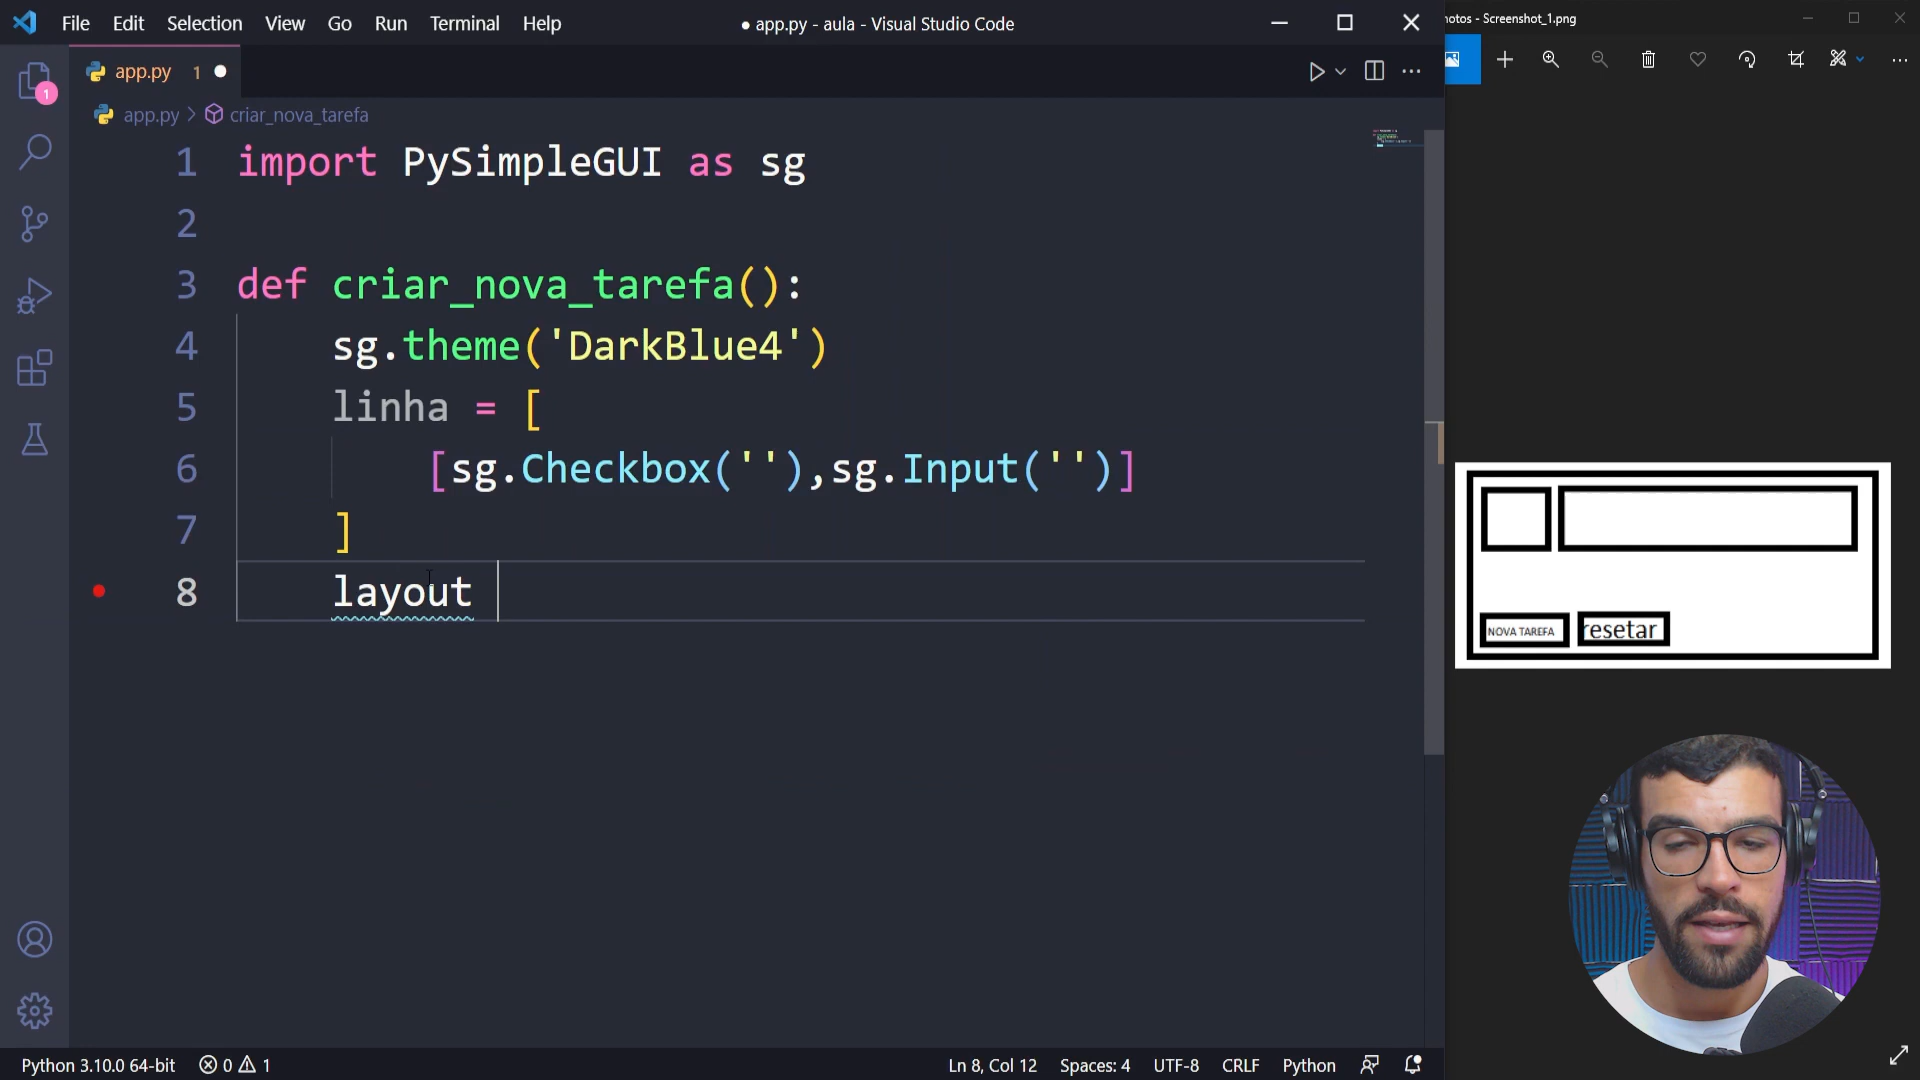 File Edit Selection View Go Run Terminal Help
● app.py - aula - Visual Studio Code
otos - Screenshot_1.png
1
app.py 1 ●
app.py > criar_nova_tarefa
1 import PySimpleGUI as sg
2
3 def criar_nova_tarefa():
4 sg.theme('DarkBlue4')
5 linha = [
6 [sg.Checkbox(''),sg.Input('')]
7 ]
8 layout
NOVA TAREFA resetar
Python 3.10.0 64-bit 0 1 Ln 8, Col 12 Spaces: 4 UTF-8 CRLF Python